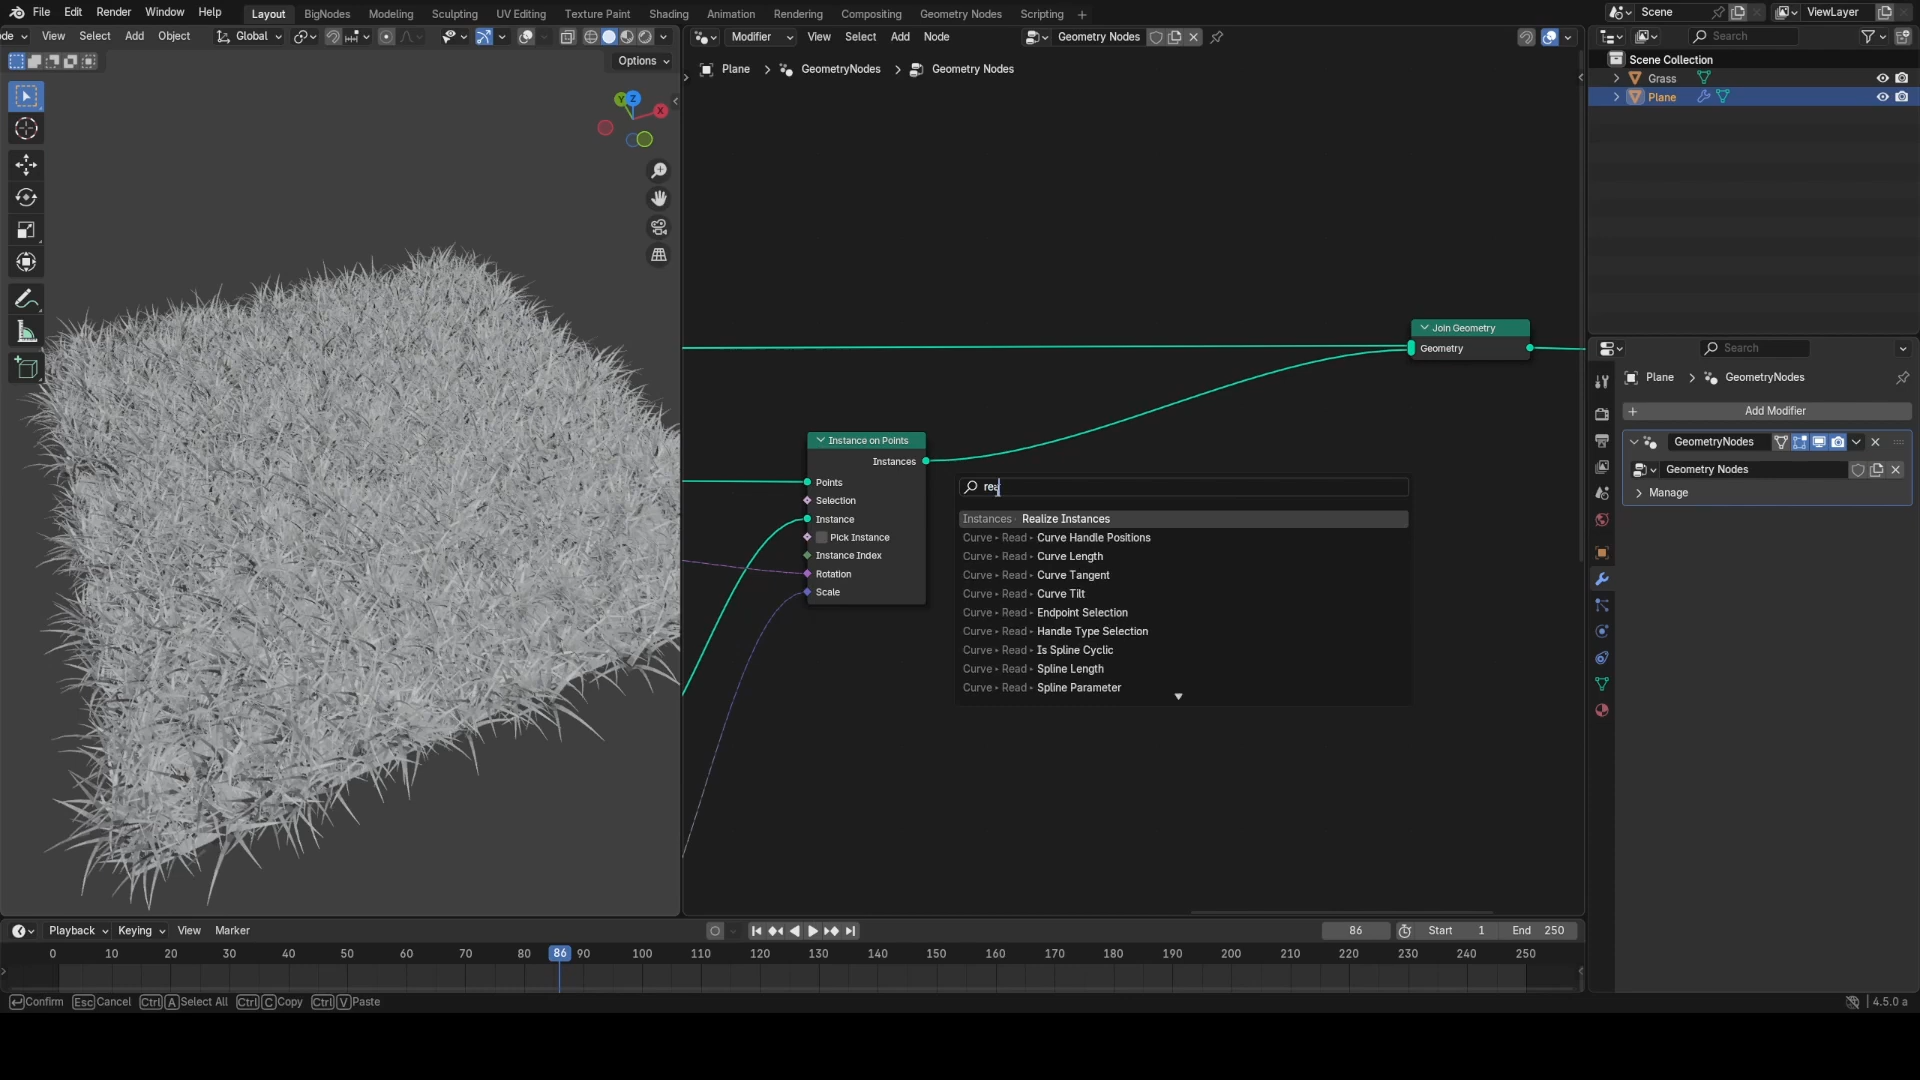 File Edit Render Window Help Layout BigNodes Modeling Sculpting UV Editing Texture Paint Shading Animation Rendering Compositing Geometry Nodes Scripting Scene ViewLayer
de View Select Add Object Global
Options
Modifier View Select Add Node Geometry Nodes
Search
Plane GeometryNodes Geometry Nodes
Scene Collection
Grass
Plane
Z
Y
X
Join Geometry
Geometry
Instance on Points
Instances
Points
Selection
Instance
Pick Instance
Instance Index
Rotation
Scale
rea
Instances Realize Instances
Curve Read Curve Handle Positions
Curve Read Curve Length
Curve Read Curve Tangent
Curve Read Curve Tilt
Curve Read Endpoint Selection
Curve Read Handle Type Selection
Curve Read Is Spline Cyclic
Curve Read Spline Length
Curve Read Spline Parameter
Search
Plane GeometryNodes
Add Modifier
GeometryNodes
Geometry Nodes
Manage
Playback Keying View Marker 86 Start 1 End 250
0 10 20 30 40 50 60 70 80 86 90 100 110 120 130 140 150 160 170 180 190 200 210 220 230 240 250
Confirm Esc Cancel Ctrl A Select All Ctrl C Copy Ctrl V Paste 4.5.0 a